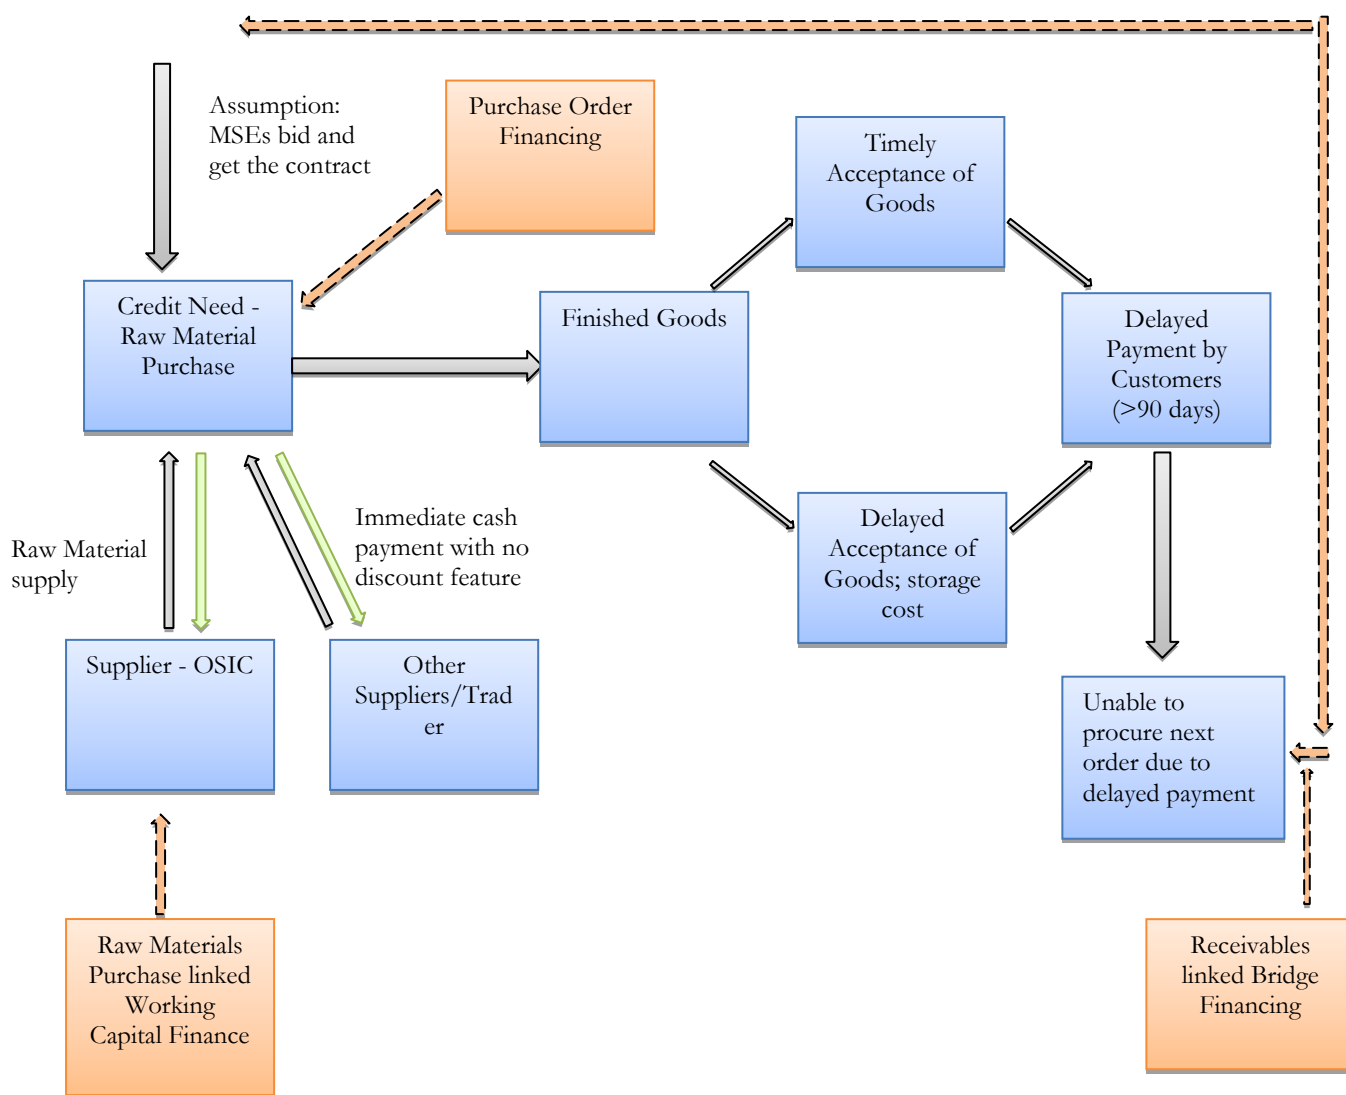 Assumption:
MSEs bid and
get the contract
Purchase Order
Financing
Timely
Acceptance of
Goods
Credit Need -
Raw Material
Purchase
Finished Goods
Delayed
Payment by
Customers
(>90 days)
Raw Material
supply
Immediate cash
payment with no
discount feature
Delayed
Acceptance of
Goods; storage
cost
Supplier - OSIC
Other
Suppliers/Trad
er
Unable to
procure next
order due to
delayed payment
Raw Materials
Purchase linked
Working
Capital Finance
Receivables
linked Bridge
Financing